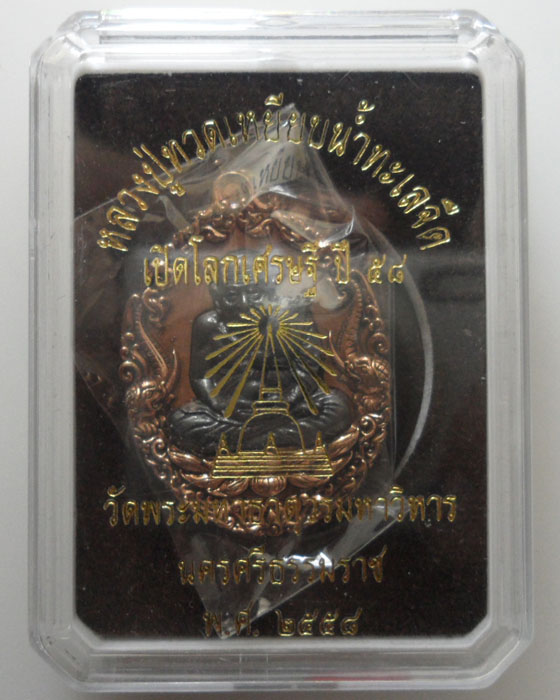 หลวงปู่ทวดเหยียบน้ำทะเลจืด
เปิดโลกเศรษฐี ปี ๕๘
วัดพระมหาธาตุวรมหาวิหาร
นครศรีธรรมราช
พ.ศ. ๒๕๕๘